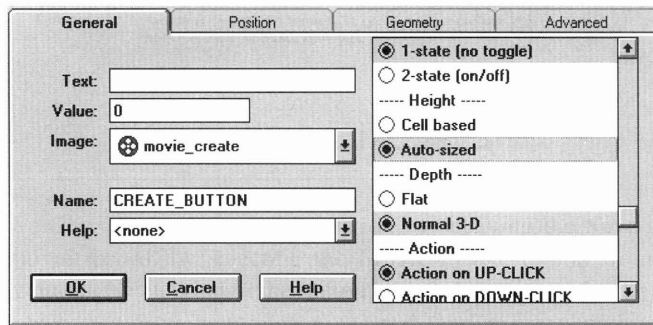 General
Position
Geometry
Advanced
Text:
Value: 0
Image: movie_create
Name: CREATE_BUTTON
Help: <none>
OK
Cancel
Help
1-state (no toggle)
2-state (on/off)
----- Height -----
Cell based
Auto-sized
----- Depth -----
Flat
Normal 3-D
----- Action -----
Action on UP-CLICK
Action on DOWN-CLICK